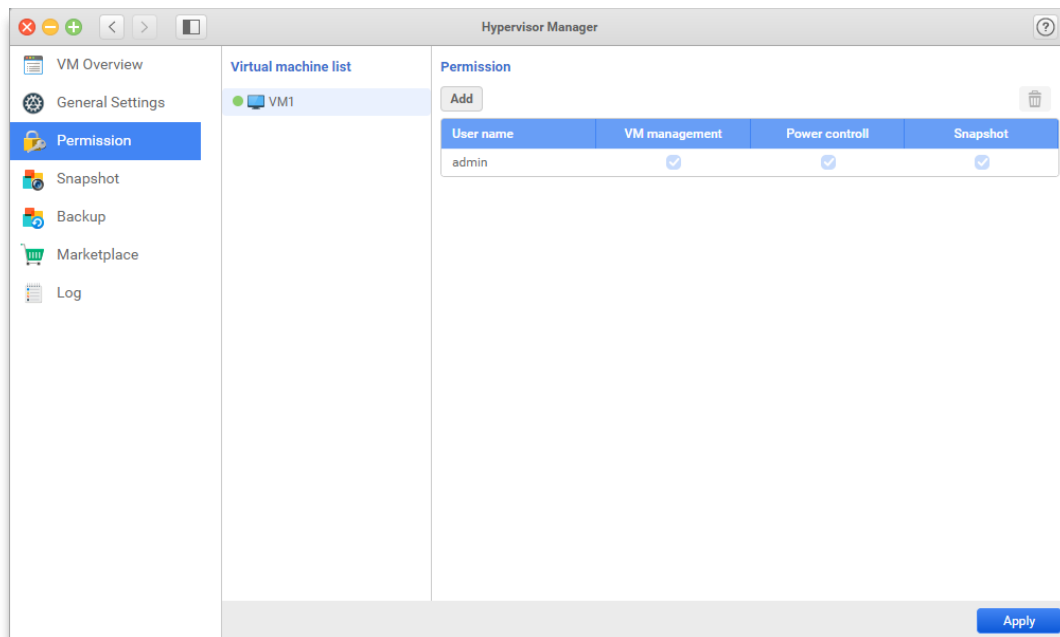 Hypervisor Manager
?
VM Overview
General Settings
Permission
Snapshot
Backup
Marketplace
Log
Virtual machine list
VM1
Permission
Add
User name VM management Power controll Snapshot
admin
Apply